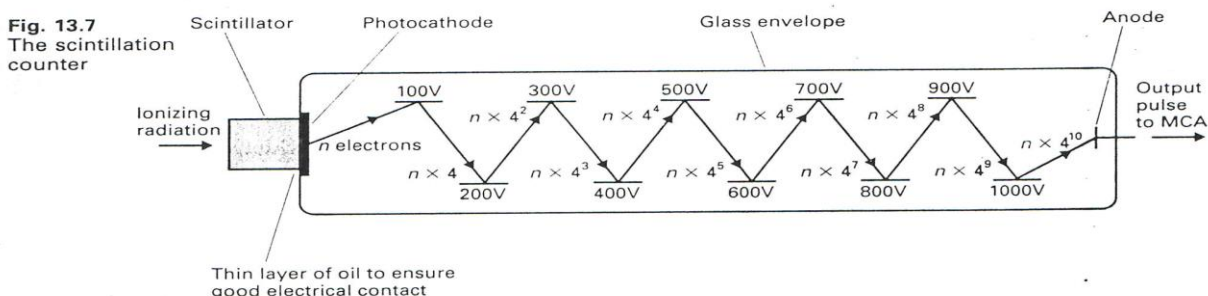 Fig. 13.7
The scintillation
counter
Scintillator
Photocathode
Glass envelope
Anode
Ionizing
radiation
n electrons
100V
n × 4
200V
n × 4²
300V
n × 4³
400V
n × 4⁴
500V
n × 4⁵
600V
n × 4⁶
700V
n × 4⁷
800V
n × 4⁸
900V
n × 4⁹
1000V
n × 4¹⁰
Output
pulse
to MCA
Thin layer of oil to ensure
good electrical contact